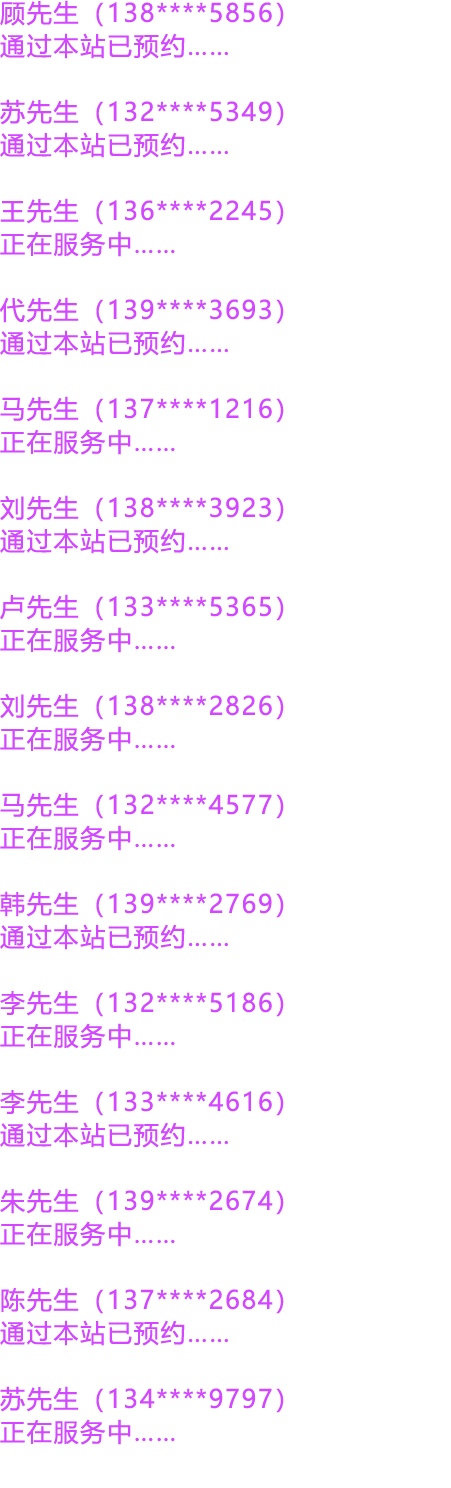 顾先生（138****5856）
通过本站已预约……
苏先生（132****5349）
通过本站已预约……
王先生（136****2245）
正在服务中……
代先生（139****3693）
通过本站已预约……
马先生（137****1216）
正在服务中……
刘先生（138****3923）
通过本站已预约……
卢先生（133****5365）
正在服务中……
刘先生（138****2826）
正在服务中……
马先生（132****4577）
正在服务中……
韩先生（139****2769）
通过本站已预约……
李先生（132****5186）
正在服务中……
李先生（133****4616）
通过本站已预约……
朱先生（139****2674）
正在服务中……
陈先生（137****2684）
通过本站已预约……
苏先生（134****9797）
正在服务中……